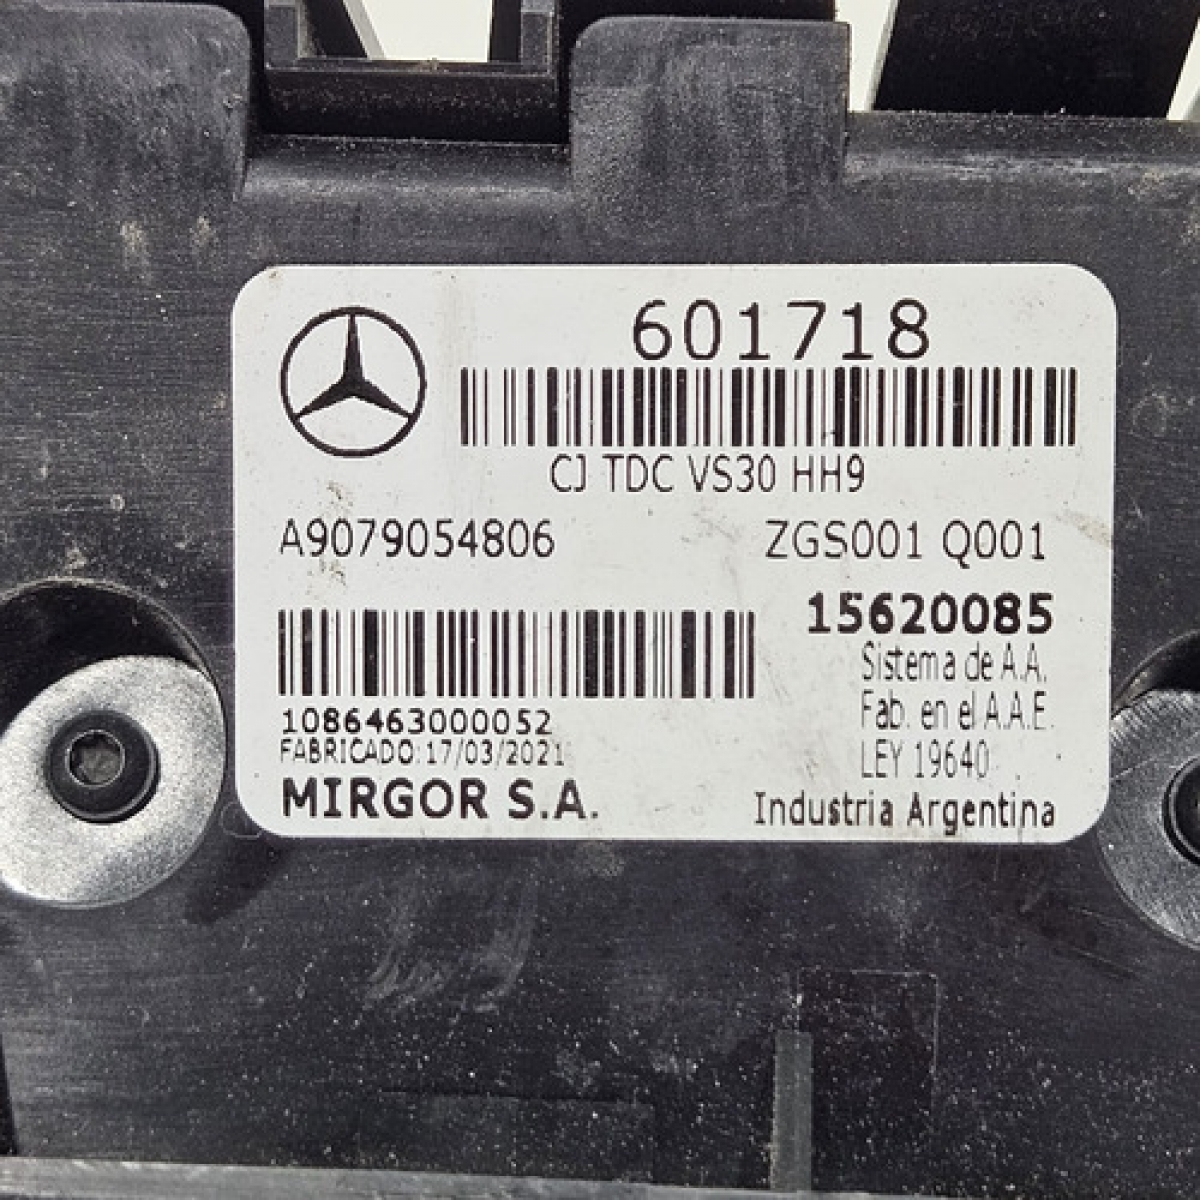 601718
CJ TDC VS30 HH9
A9079054806 ZGS001 Q001
15620085
Sistema de A.A.
Fab. en el A.A.E.
LEY 19640
1086463000052
FABRICADO: 17/03/2021
MIRGOR S.A.
Industria Argentina